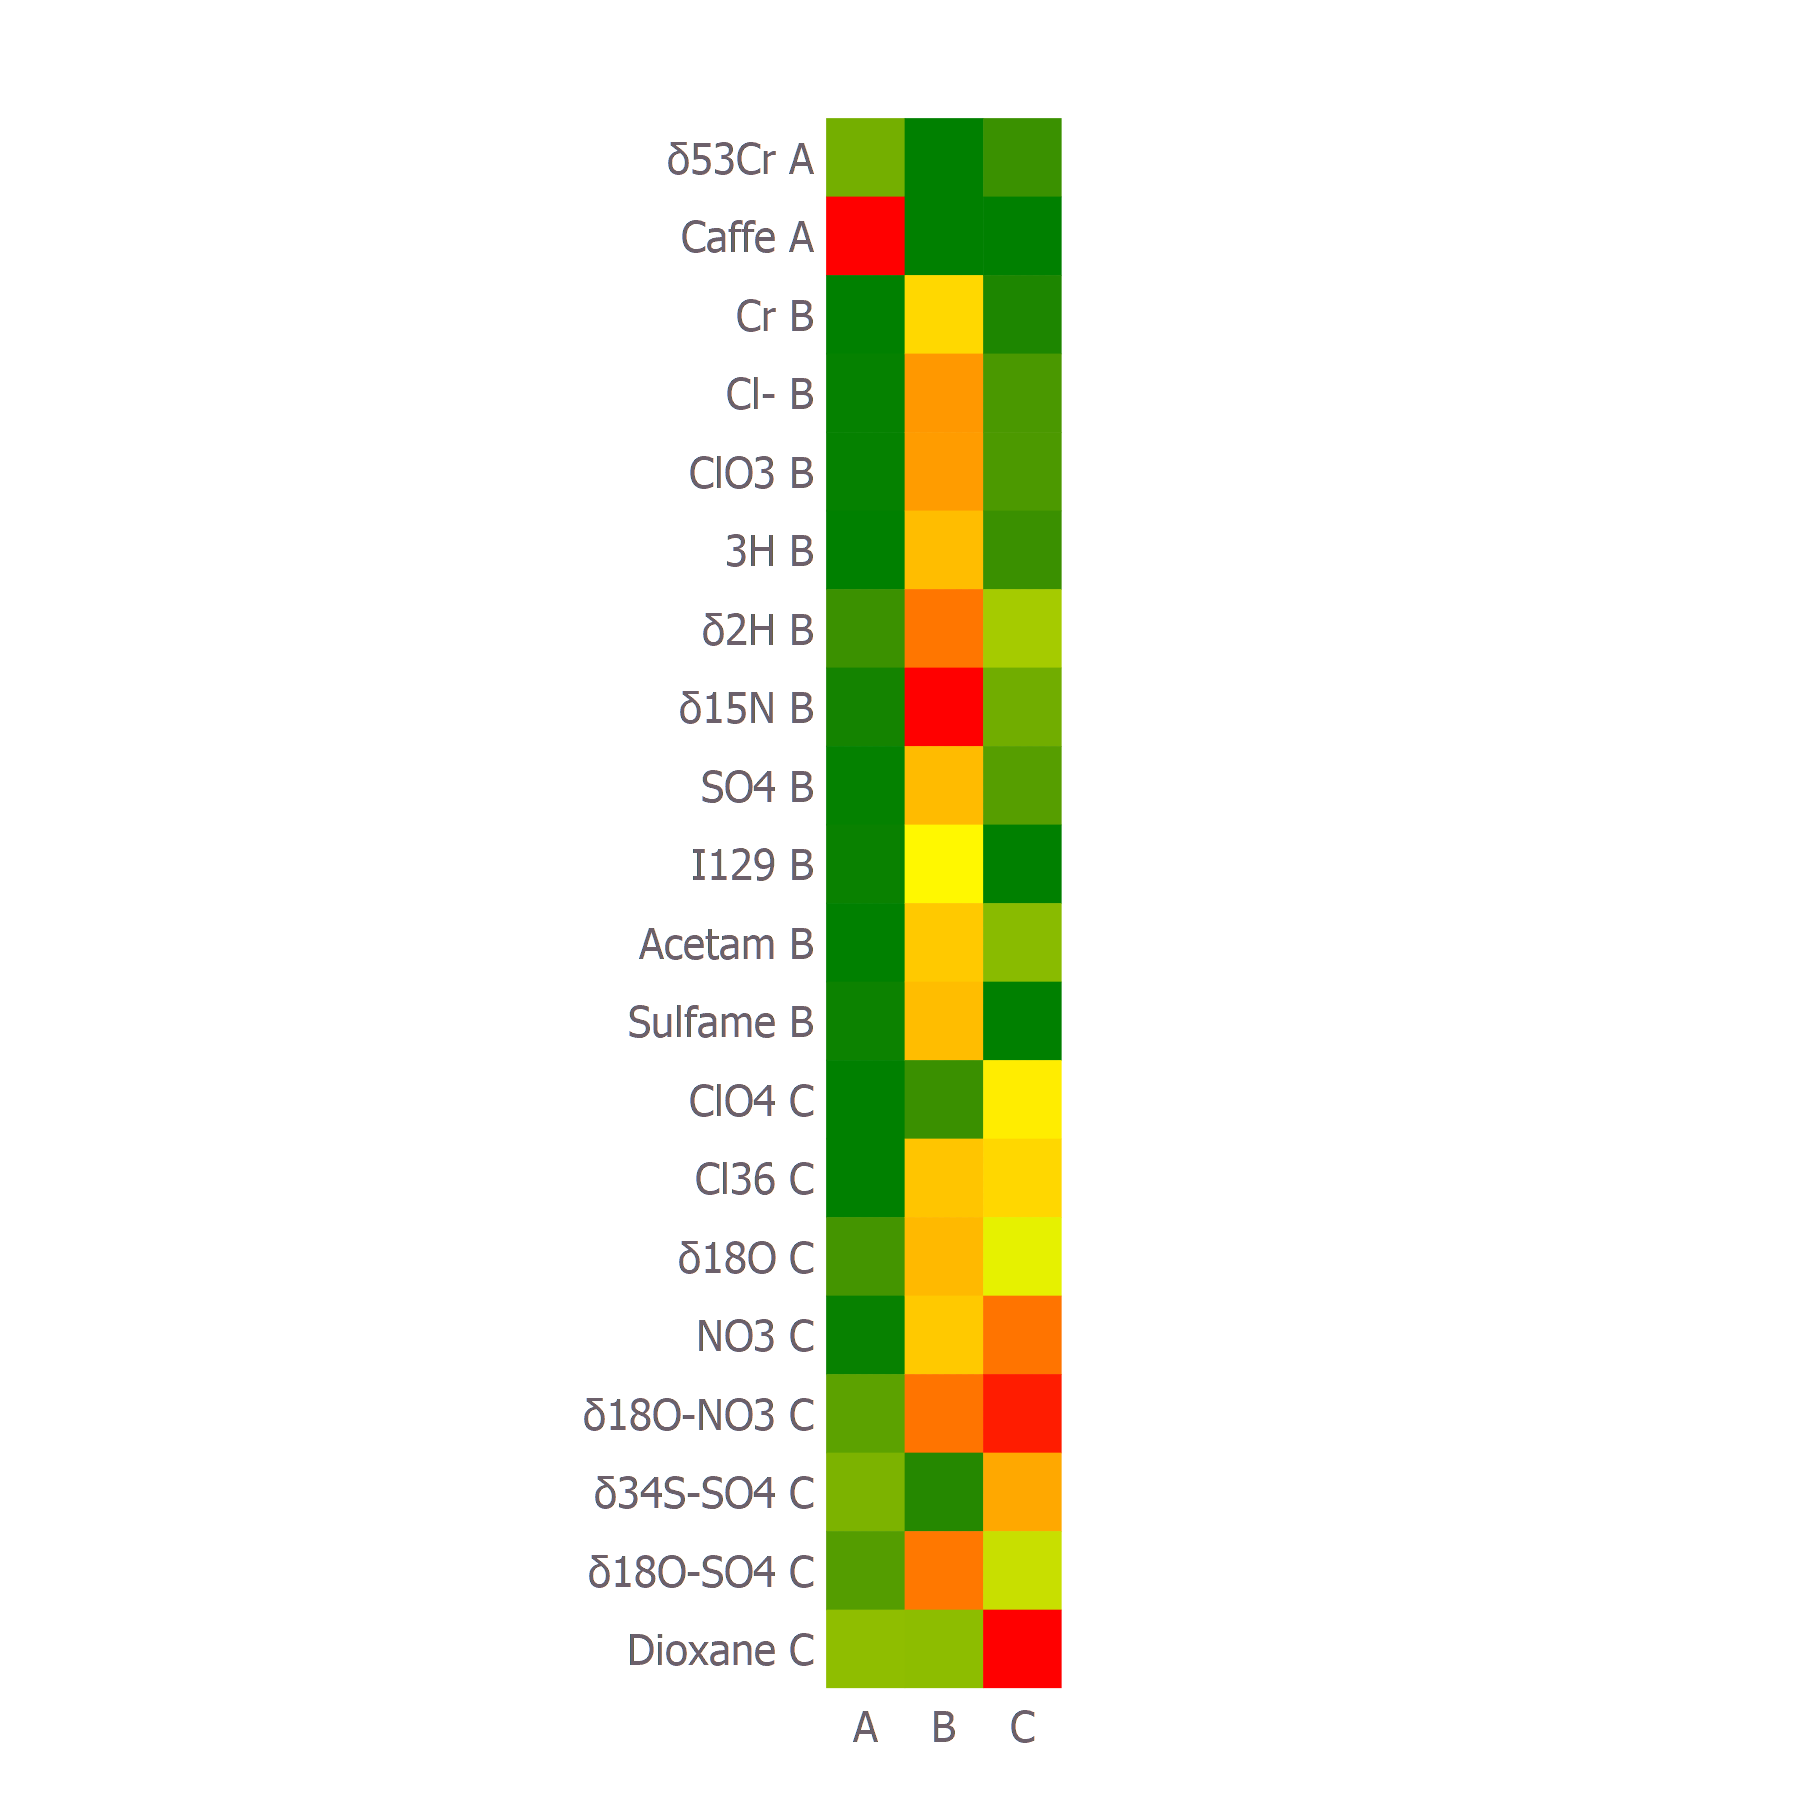 δ53Cr A
Caffe A
Cr B
Cl- B
ClO3 B
3H B
δ2H B
δ15N B
SO4 B
I129 B
Acetam B
Sulfame B
ClO4 C
Cl36 C
δ18O C
NO3 C
δ18O-NO3 C
δ34S-SO4 C
δ18O-SO4 C
Dioxane C
A B C